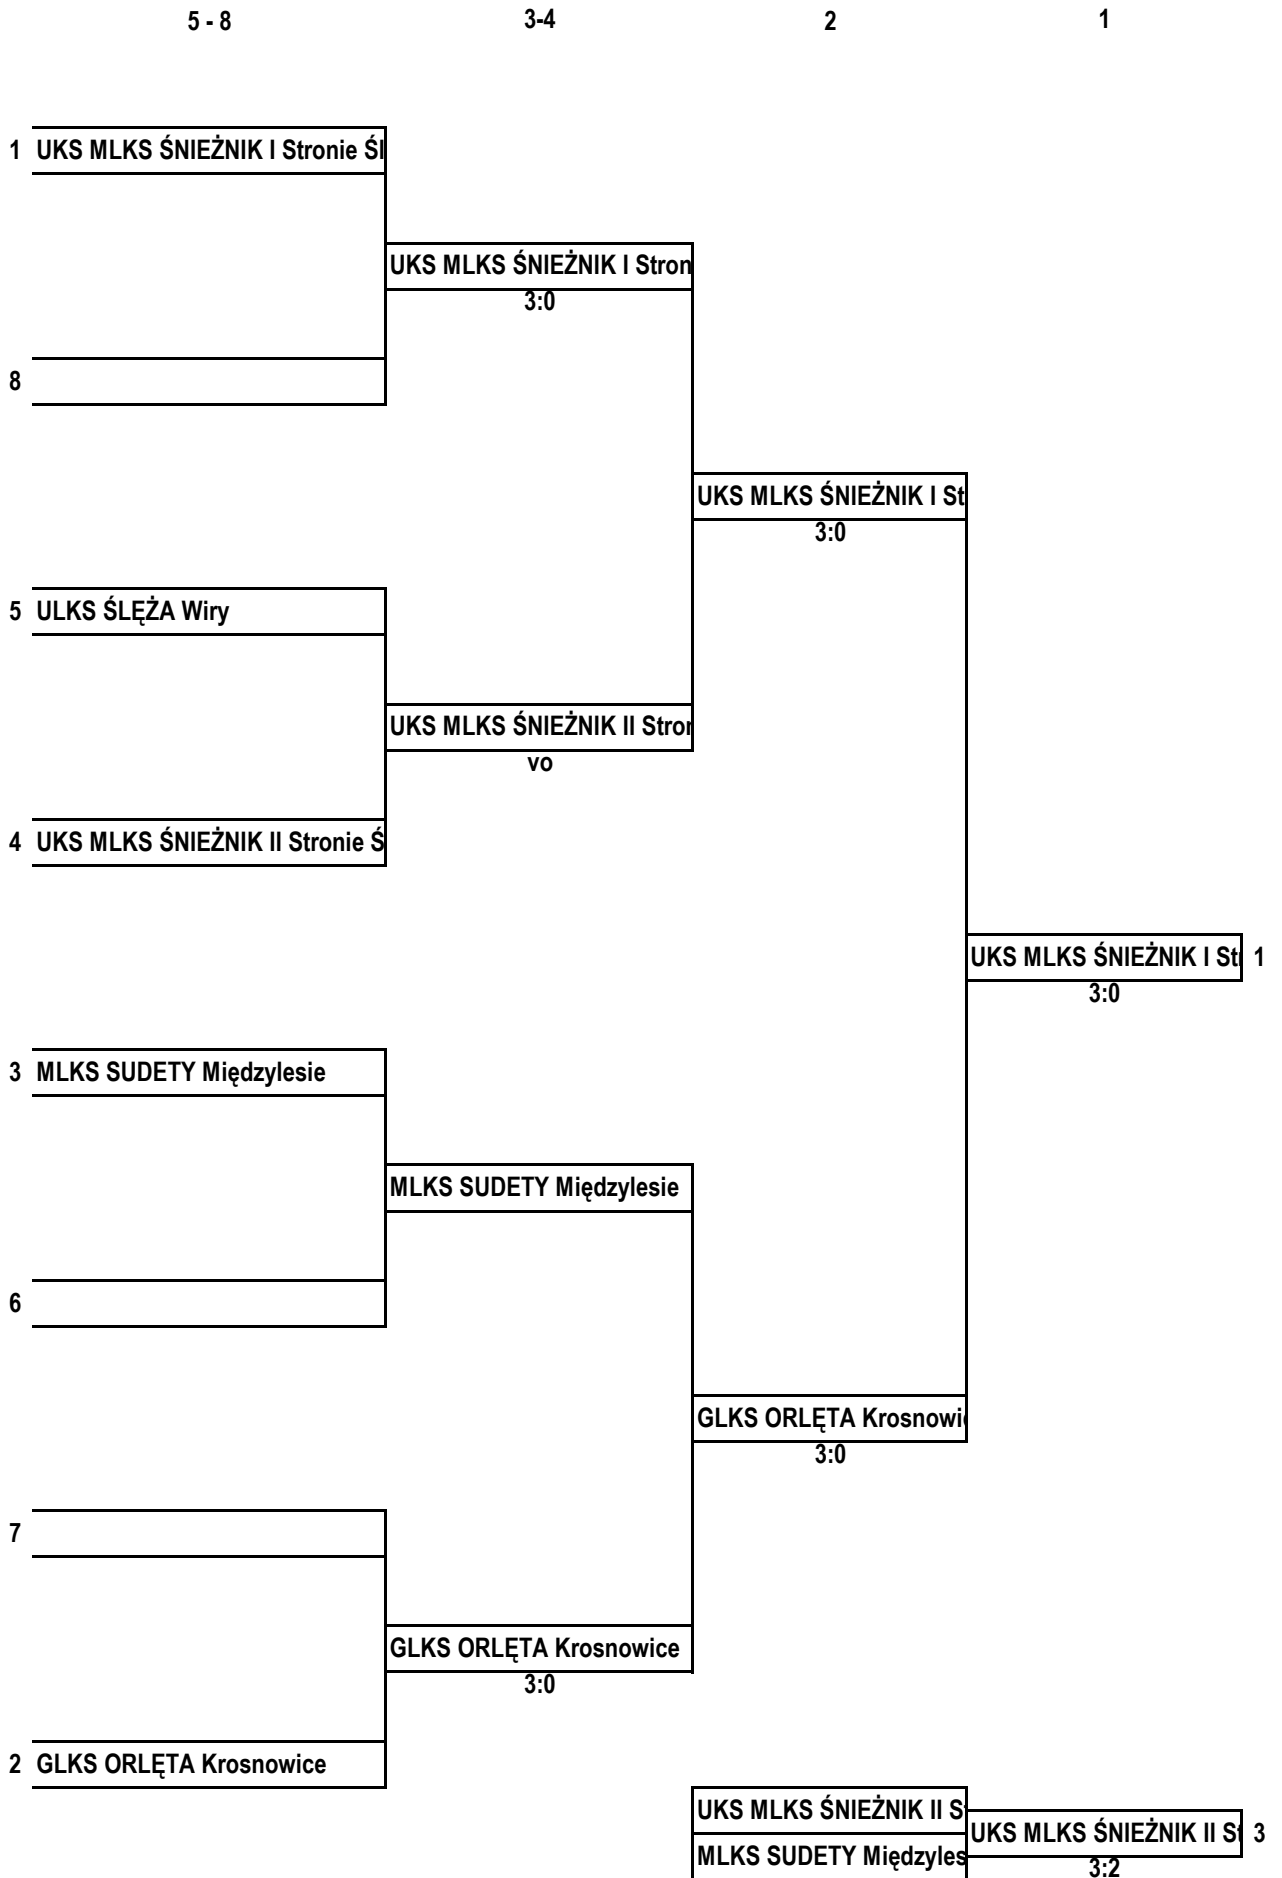 5 - 8 3-4 2 1
1 UKS MLKS ŚNIEŻNIK I Stronie Śl
UKS MLKS ŚNIEŻNIK I Stron
3:0
8
UKS MLKS ŚNIEŻNIK I St
3:0
5 ULKS ŚLĘŻA Wiry
UKS MLKS ŚNIEŻNIK II Stron
vo
4 UKS MLKS ŚNIEŻNIK II Stronie Ś
UKS MLKS ŚNIEŻNIK I Str 1
3:0
3 MLKS SUDETY Międzylesie
MLKS SUDETY Międzylesie
6
GLKS ORLĘTA Krosnowic
3:0
7
GLKS ORLĘTA Krosnowice
3:0
2 GLKS ORLĘTA Krosnowice
UKS MLKS ŚNIEŻNIK II S
UKS MLKS ŚNIEŻNIK II St 3
MLKS SUDETY Międzyles
3:2